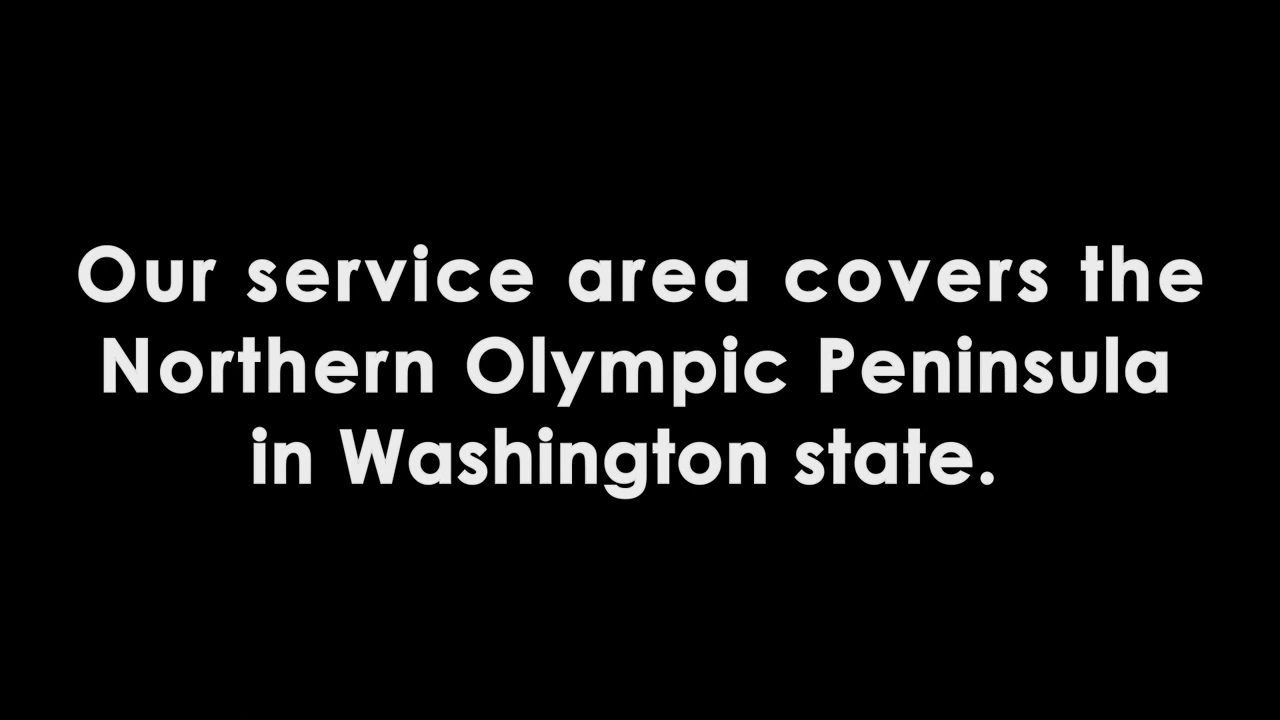 Our service area covers the
Northern Olympic Peninsula
in Washington state.